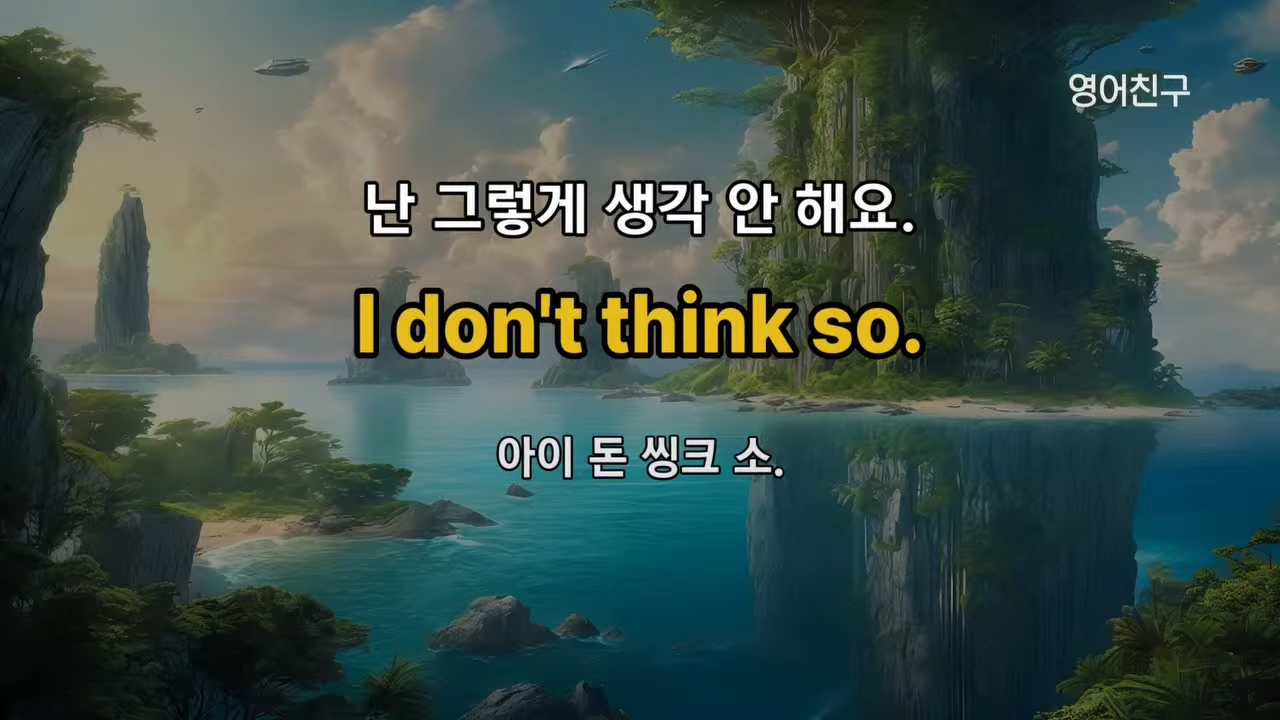 영어친구
난 그렇게 생각 안 해요.
I don't think so.
아이 돈 씽크 소.